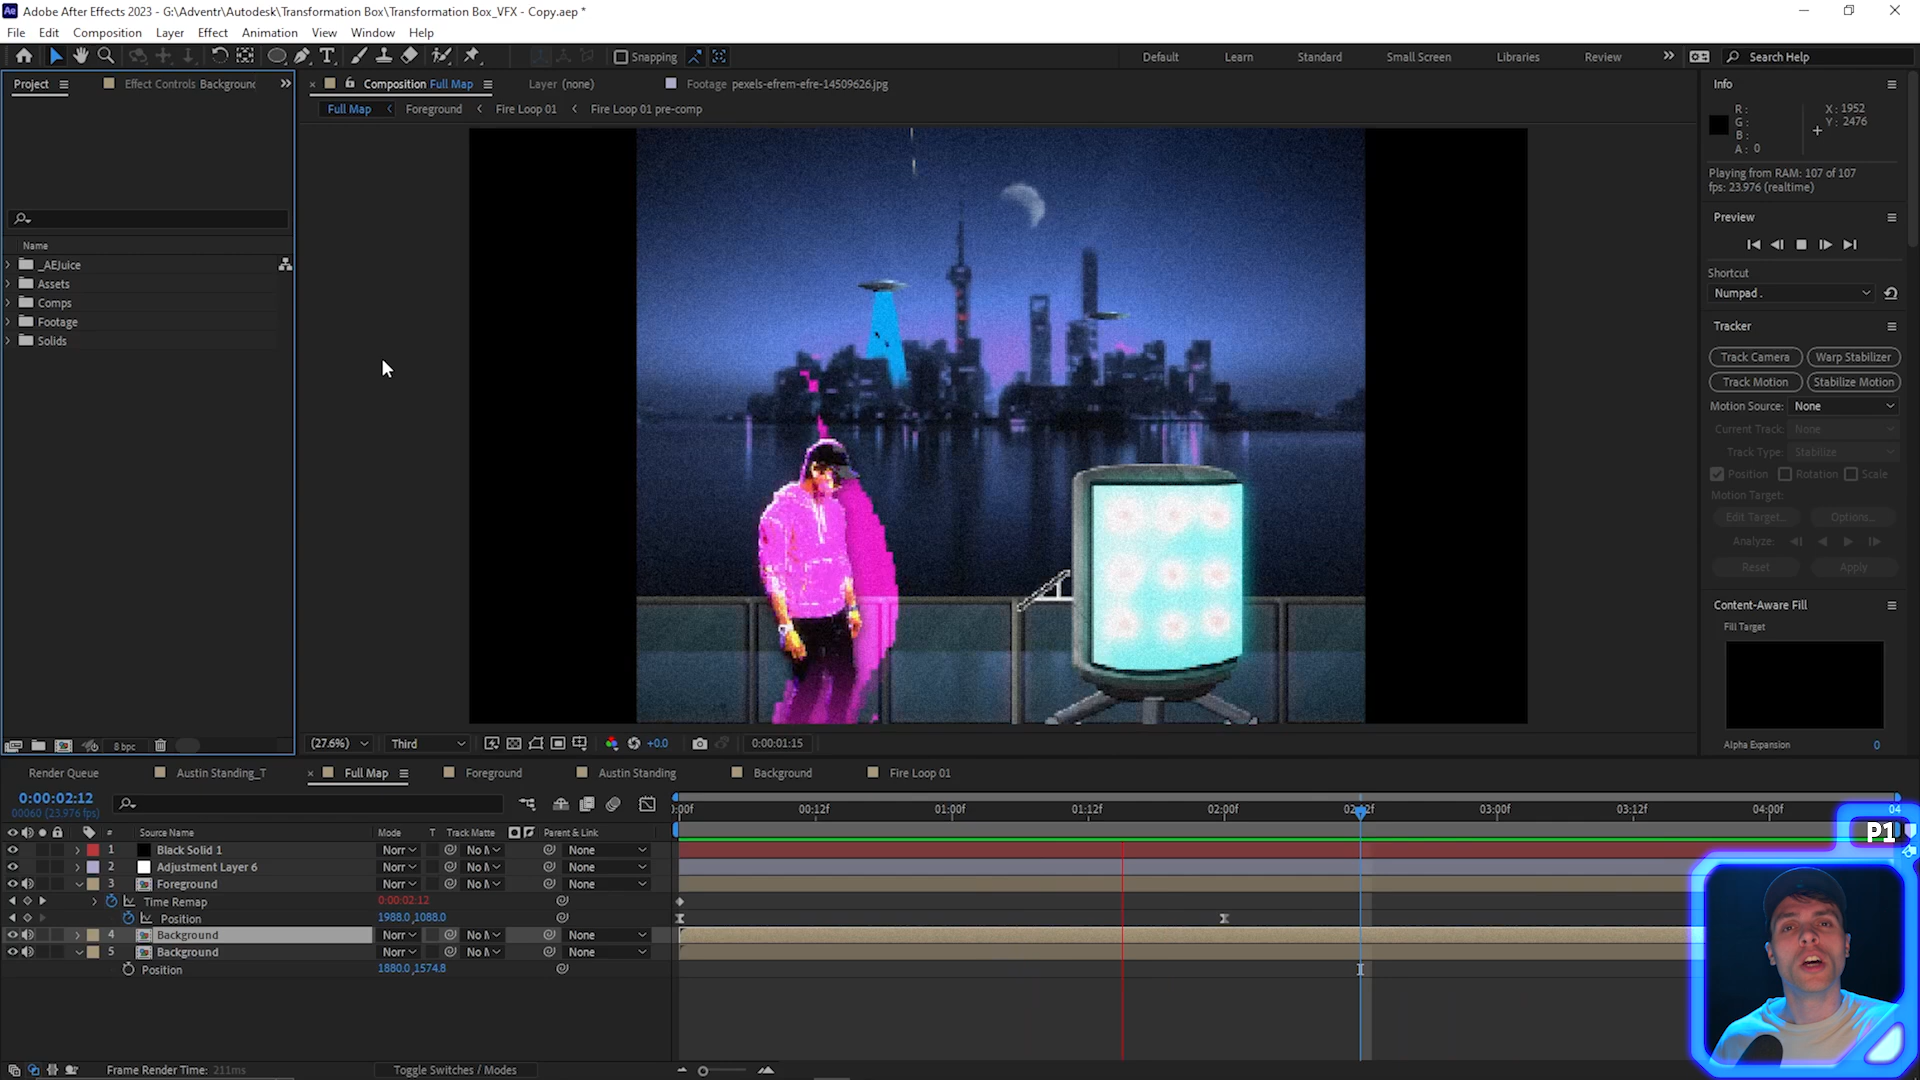 Adobe After Effects 2023 - G:\Adventr\Autodesk\Transformation Box\Transformation Box_VFX - Copy.aep *
File Edit Composition Layer Effect Animation View Window Help
Snapping
Default Learn Standard Small Screen Libraries Review
Search Help
Project
Effect Controls Background
Composition Full Map
Layer (none)
Footage pexels-efrem-efre-14509626.jpg
Full Map Foreground Fire Loop 01 Fire Loop 01 pre-comp
Name
_AEJuice
Assets
Comps
Footage
Solids
8 bpc
(27.6%)
Third
+0.0
0:00:01:15
Info
R :
G :
B :
A : 0
X : 1952
Y : 2476
Playing from RAM: 107 of 107
fps: 23.976 (realtime)
Preview
Shortcut
Numpad .
Tracker
Track Camera Warp Stabilizer
Track Motion Stabilize Motion
Motion Source: None
Current Track: None
Track Type: Stabilize
Position Rotation Scale
Motion Target:
Edit Target... Options...
Analyze:
Reset Apply
Content-Aware Fill
Fill Target
Alpha Expansion 0
Render Queue Austin Standing_T Full Map Foreground Austin Standing Background Fire Loop 01
0:00:02:12
00060 (23.976 fps)
):00f 00:12f 01:00f 01:12f 02:00f 03:00f 03:12f 04:00f 04
# Source Name Mode T Track Matte Parent & Link
1 Black Solid 1 Norr No M None
2 Adjustment Layer 6 Norr No M None
3 Foreground Norr No M None
Time Remap 0:00:02:12
Position 1988.0,1088.0
4 Background Norr No M None
5 Background Norr No M None
Position 1880.0,1574.8
P1
Frame Render Time: 211ms
Toggle Switches / Modes